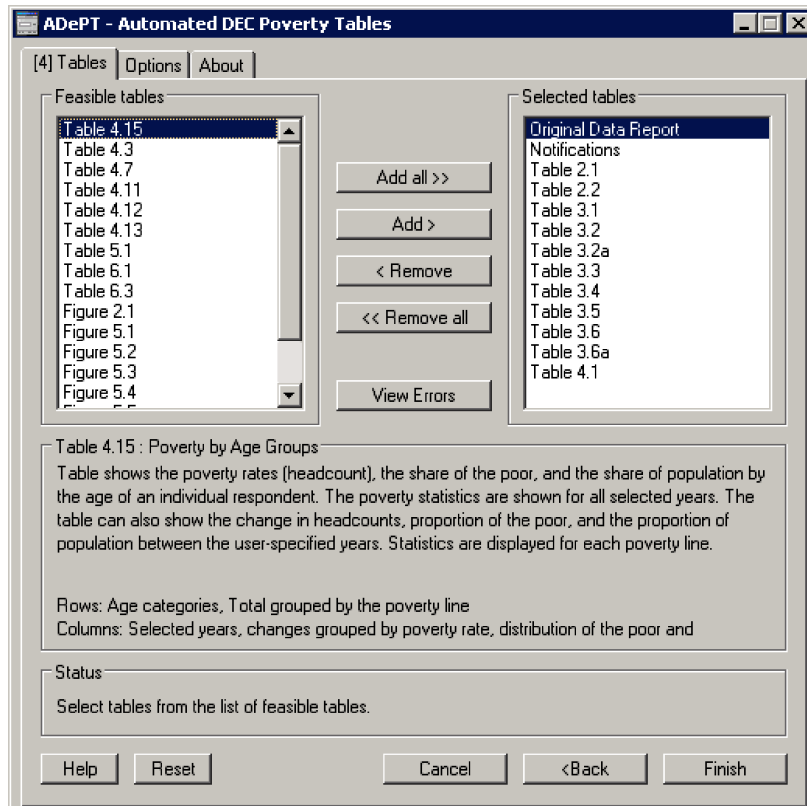 ADePT - Automated DEC Poverty Tables
[4] Tables
Options
About
Feasible tables
Table 4.15
Table 4.3
Table 4.7
Table 4.11
Table 4.12
Table 4.13
Table 5.1
Table 6.1
Table 6.3
Figure 2.1
Figure 5.1
Figure 5.2
Figure 5.3
Figure 5.4
Add all >>
Add >
< Remove
<< Remove all
View Errors
Selected tables
Original Data Report
Notifications
Table 2.1
Table 2.2
Table 3.1
Table 3.2
Table 3.2a
Table 3.3
Table 3.4
Table 3.5
Table 3.6
Table 3.6a
Table 4.1
Table 4.15 : Poverty by Age Groups
Table shows the poverty rates (headcount), the share of the poor, and the share of population by
the age of an individual respondent. The poverty statistics are shown for all selected years. The
table can also show the change in headcounts, proportion of the poor, and the proportion of
population between the user-specified years. Statistics are displayed for each poverty line.
Rows: Age categories, Total grouped by the poverty line
Columns: Selected years, changes grouped by poverty rate, distribution of the poor and
Status
Select tables from the list of feasible tables.
Help
Reset
Cancel
<Back
Finish